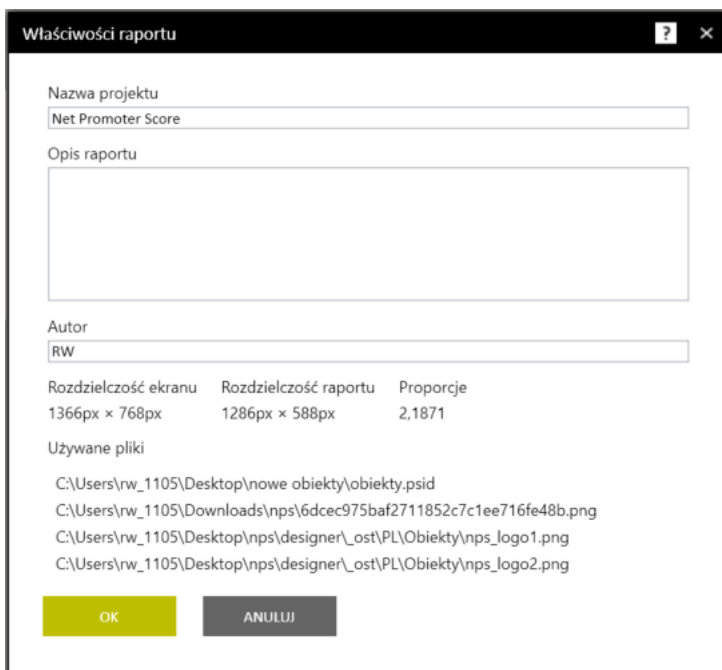 Właściwości raportu ? ×
Nazwa projektu
Net Promoter Score
Opis raportu
Autor
RW
Rozdzielczość ekranu Rozdzielczość raportu Proporcje
1366px × 768px 1286px × 588px 2,1871
Używane pliki
C:\Users\rw_1105\Desktop\nowe obiekty\obiekty.psid
C:\Users\rw_1105\Downloads\nps\6dcec975baf2711852c7c1ee716fe48b.png
C:\Users\rw_1105\Desktop\nps\designer\_ost\PL\Obiekty\nps_logo1.png
C:\Users\rw_1105\Desktop\nps\designer\_ost\PL\Obiekty\nps_logo2.png
OK ANULUJ